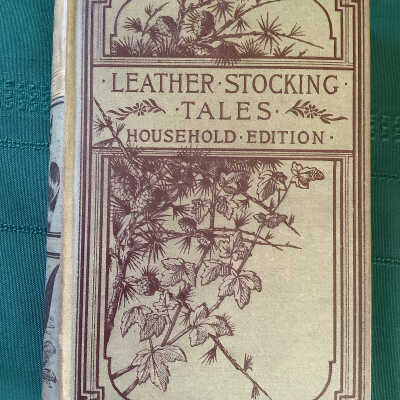 · LEATHER · STOCKING ·
· TALES ·
HOUSEHOLD · EDITION ·